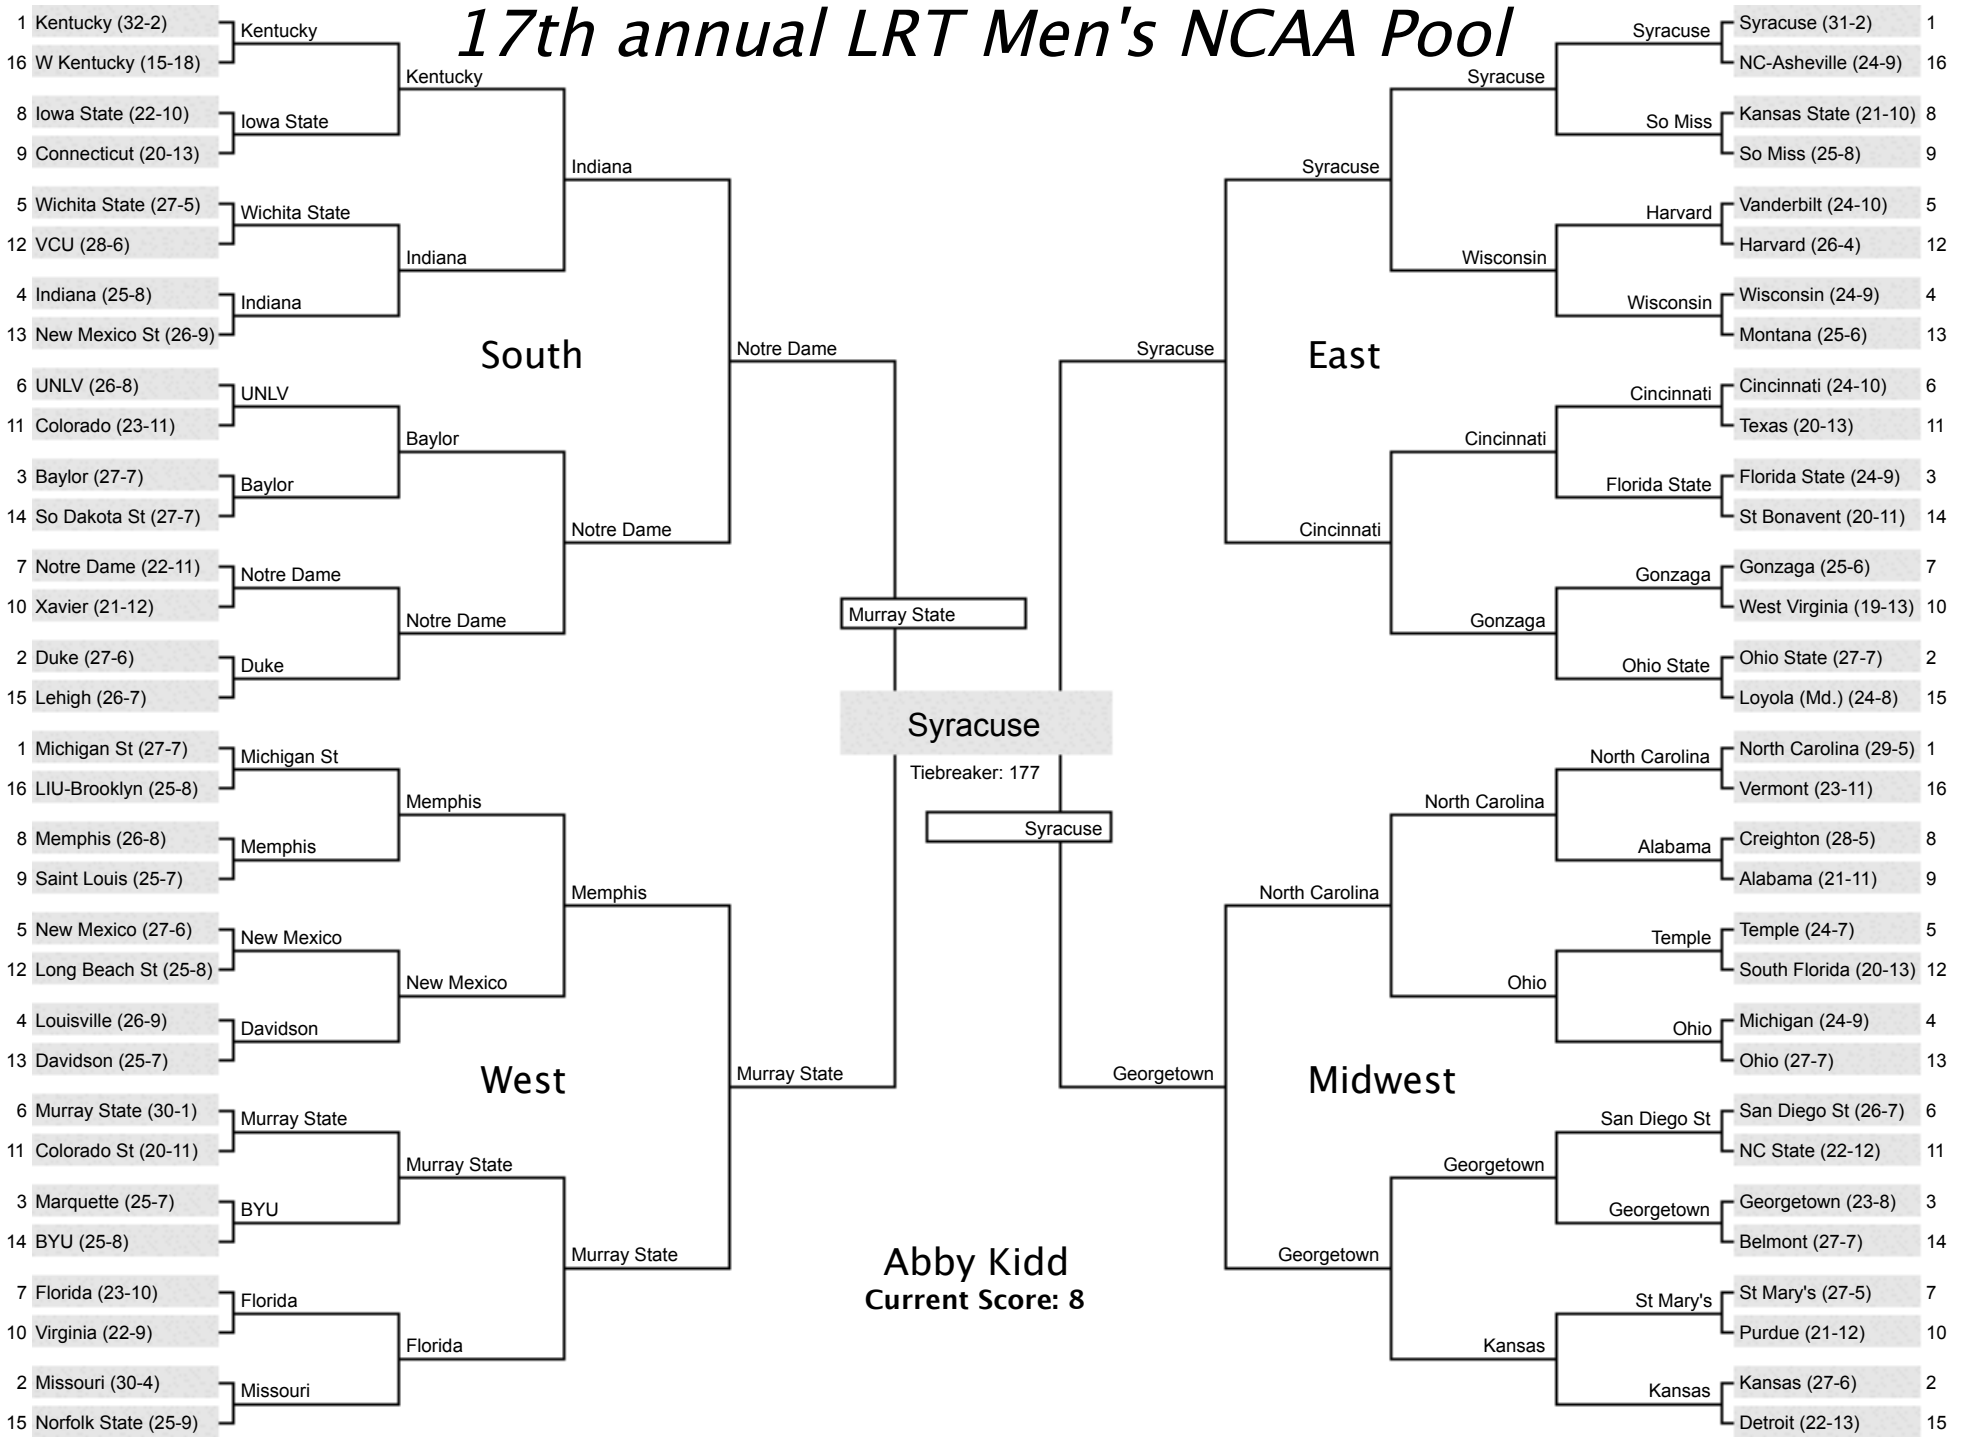 17th annual LRT Men's NCAA Pool
1 Kentucky (32-2)
16 W Kentucky (15-18)
8 Iowa State (22-10)
9 Connecticut (20-13)
5 Wichita State (27-5)
12 VCU (28-6)
4 Indiana (25-8)
13 New Mexico St (26-9)
6 UNLV (26-8)
11 Colorado (23-11)
3 Baylor (27-7)
14 So Dakota St (27-7)
7 Notre Dame (22-11)
10 Xavier (21-12)
2 Duke (27-6)
15 Lehigh (26-7)
Kentucky
Iowa State
Wichita State
Indiana
UNLV
Baylor
Notre Dame
Duke
Kentucky
Indiana
Baylor
Notre Dame
Indiana
Notre Dame
South
Notre Dame
1 Michigan St (27-7)
16 LIU-Brooklyn (25-8)
8 Memphis (26-8)
9 Saint Louis (25-7)
5 New Mexico (27-6)
12 Long Beach St (25-8)
4 Louisville (26-9)
13 Davidson (25-7)
6 Murray State (30-1)
11 Colorado St (20-11)
3 Marquette (25-7)
14 BYU (25-8)
7 Florida (23-10)
10 Virginia (22-9)
2 Missouri (30-4)
15 Norfolk State (25-9)
Michigan St
Memphis
New Mexico
Davidson
Murray State
BYU
Florida
Missouri
Memphis
New Mexico
Murray State
Florida
Memphis
Murray State
West
Murray State
Murray State
Syracuse
Tiebreaker: 177
Syracuse
Abby Kidd
Current Score: 8
Syracuse
East
Syracuse
Cincinnati
Syracuse
Wisconsin
Cincinnati
Gonzaga
Syracuse
So Miss
Harvard
Wisconsin
Cincinnati
Florida State
Gonzaga
Ohio State
Syracuse (31-2) 1
NC-Asheville (24-9) 16
Kansas State (21-10) 8
So Miss (25-8) 9
Vanderbilt (24-10) 5
Harvard (26-4) 12
Wisconsin (24-9) 4
Montana (25-6) 13
Cincinnati (24-10) 6
Texas (20-13) 11
Florida State (24-9) 3
St Bonavent (20-11) 14
Gonzaga (25-6) 7
West Virginia (19-13) 10
Ohio State (27-7) 2
Loyola (Md.) (24-8) 15
Georgetown
Midwest
North Carolina
Georgetown
North Carolina
Ohio
Georgetown
Kansas
North Carolina
Alabama
Temple
Ohio
San Diego St
Georgetown
St Mary's
Kansas
North Carolina (29-5) 1
Vermont (23-11) 16
Creighton (28-5) 8
Alabama (21-11) 9
Temple (24-7) 5
South Florida (20-13) 12
Michigan (24-9) 4
Ohio (27-7) 13
San Diego St (26-7) 6
NC State (22-12) 11
Georgetown (23-8) 3
Belmont (27-7) 14
St Mary's (27-5) 7
Purdue (21-12) 10
Kansas (27-6) 2
Detroit (22-13) 15